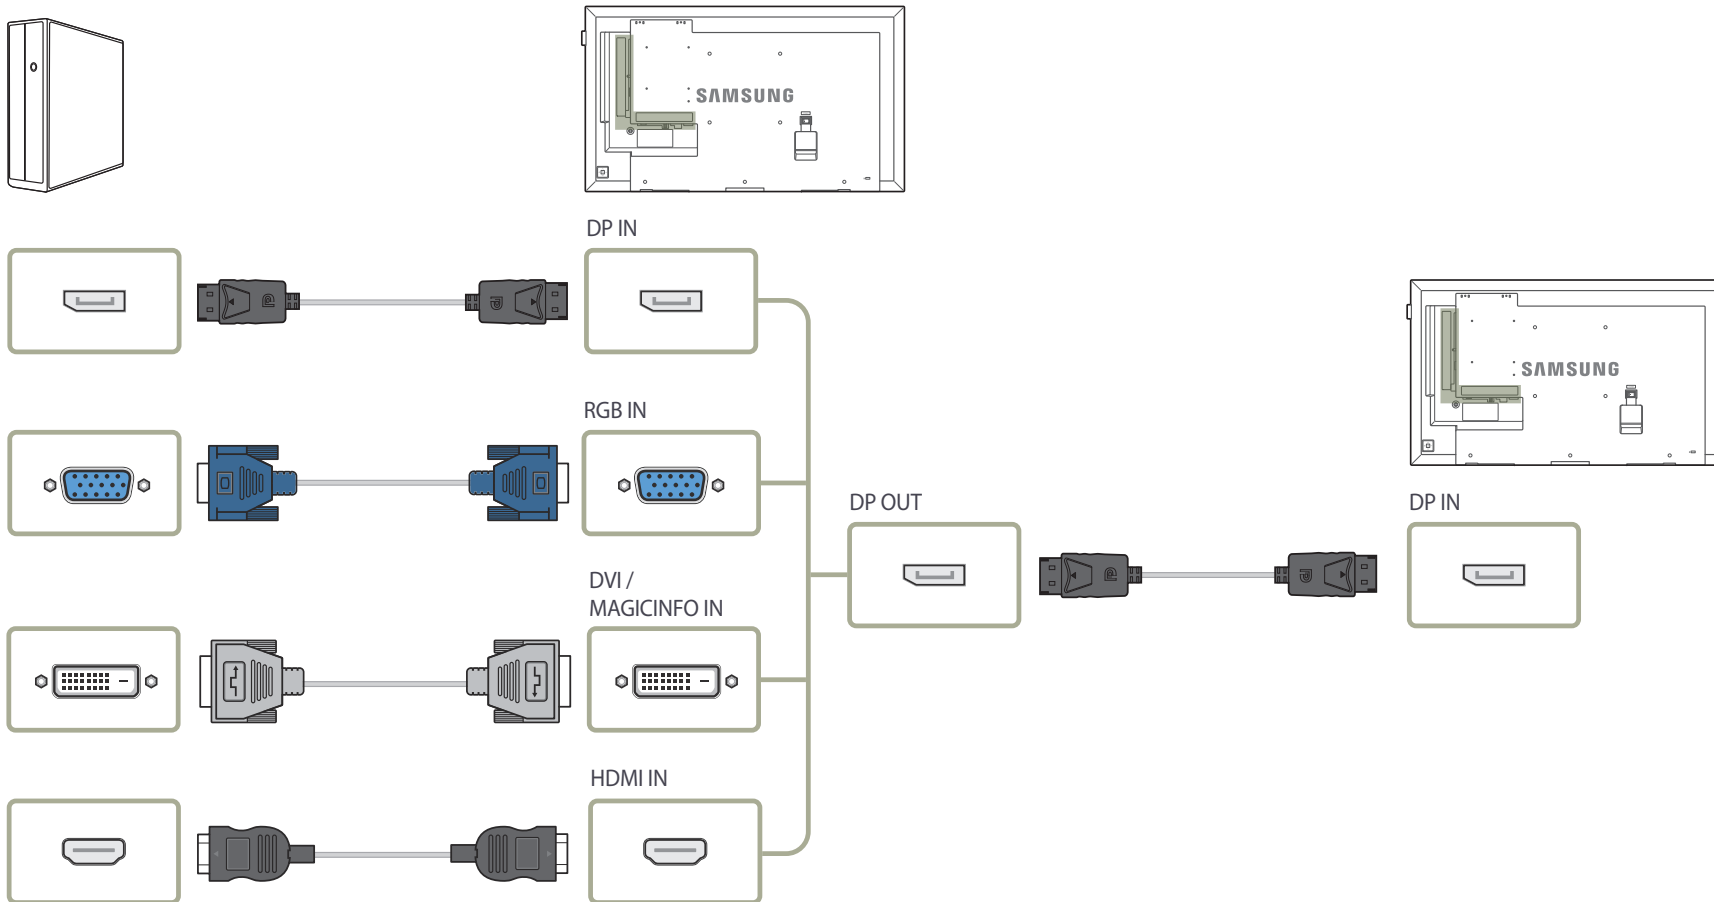 SAMSUNG
DP IN
SAMSUNG
RGB IN
DP OUT
DP IN
DVI /
MAGICINFO IN
HDMI IN